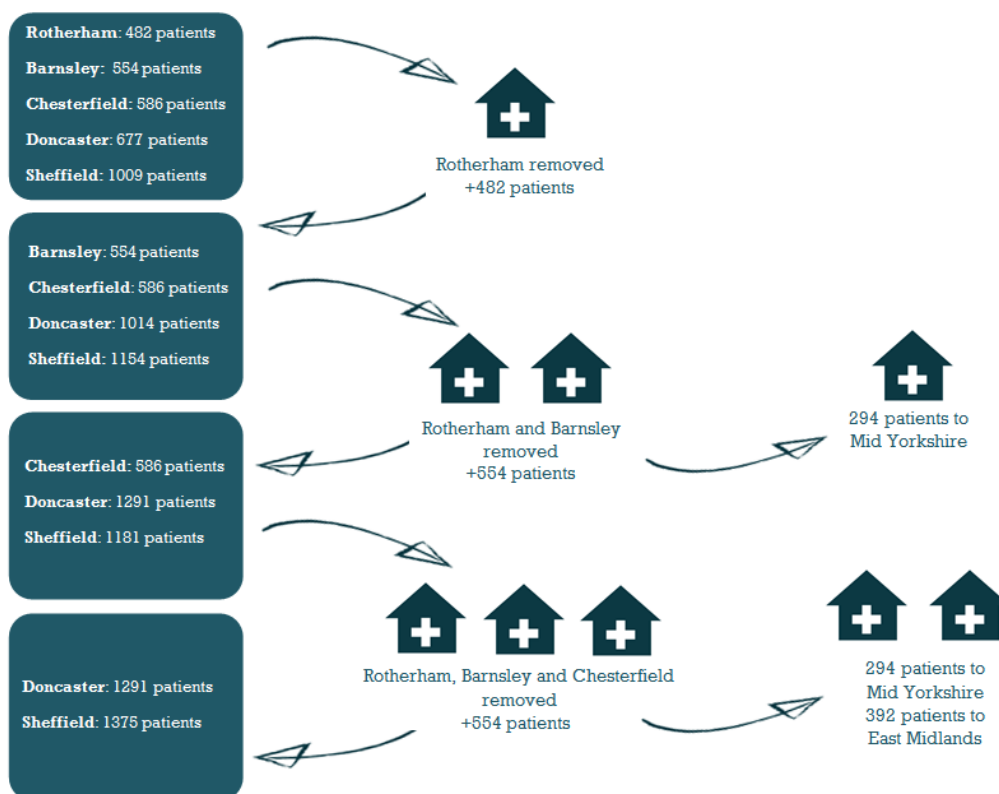 Rotherham: 482 patients
Barnsley: 554 patients
Chesterfield: 586 patients
Doncaster: 677 patients
Sheffield: 1009 patients
Rotherham removed
+482 patients
Barnsley: 554 patients
Chesterfield: 586 patients
Doncaster: 1014 patients
Sheffield: 1154 patients
Rotherham and Barnsley
removed
+554 patients
294 patients to
Mid Yorkshire
Chesterfield: 586 patients
Doncaster: 1291 patients
Sheffield: 1181 patients
Rotherham, Barnsley and Chesterfield
removed
+554 patients
294 patients to
Mid Yorkshire
392 patients to
East Midlands
Doncaster: 1291 patients
Sheffield: 1375 patients